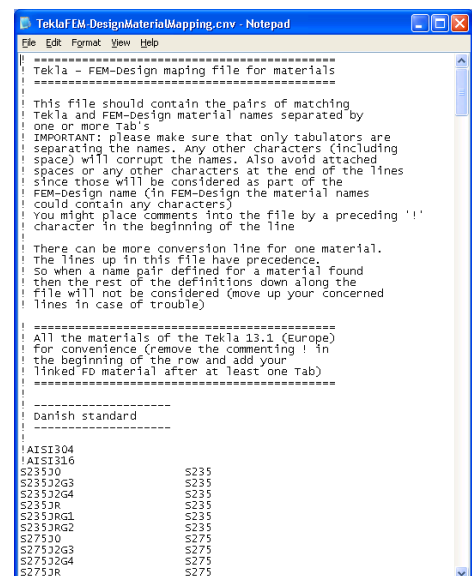 TeklaFEM-DesignMaterialMapping.cnv - Notepad
File Edit Format View Help
! ===========================================
! Tekla - FEM-Design maping file for materials
! ===========================================
!
! This file should contain the pairs of matching
! Tekla and FEM-Design material names separated by
! one or more Tab's
! IMPORTANT: please make sure that only tabulators are
! separating the names. Any other characters (including
! space) will corrupt the names. Also avoid attached
! spaces or any other characters at the end of the lines
! since those will be considered as part of the
! FEM-Design name (in FEM-Design the material names
! could contain any characters)
! You might place comments into the file by a preceding '!'
! character in the beginning of the line
!
! There can be more conversion line for one material.
! The lines up in this file have precedence.
! So when a name pair defined for a material found
! then the rest of the definitions down along the
! file will not be considered (move up your concerned
! lines in case of trouble)
!
! ===========================================
! All the materials of the Tekla 13.1 (Europe)
! for convenience (remove the commenting ! in
! the beginning of the row and add your
! linked FD material after at least one Tab)
! ===========================================
!
! --------------------
! Danish standard
! --------------------
!
!AISI304
!AISI316
S235J0 S235
S235J2G3 S235
S235J2G4 S235
S235JR S235
S235JRG1 S235
S235JRG2 S235
S275J0 S275
S275J2G3 S275
S275J2G4 S275
S275JR S275